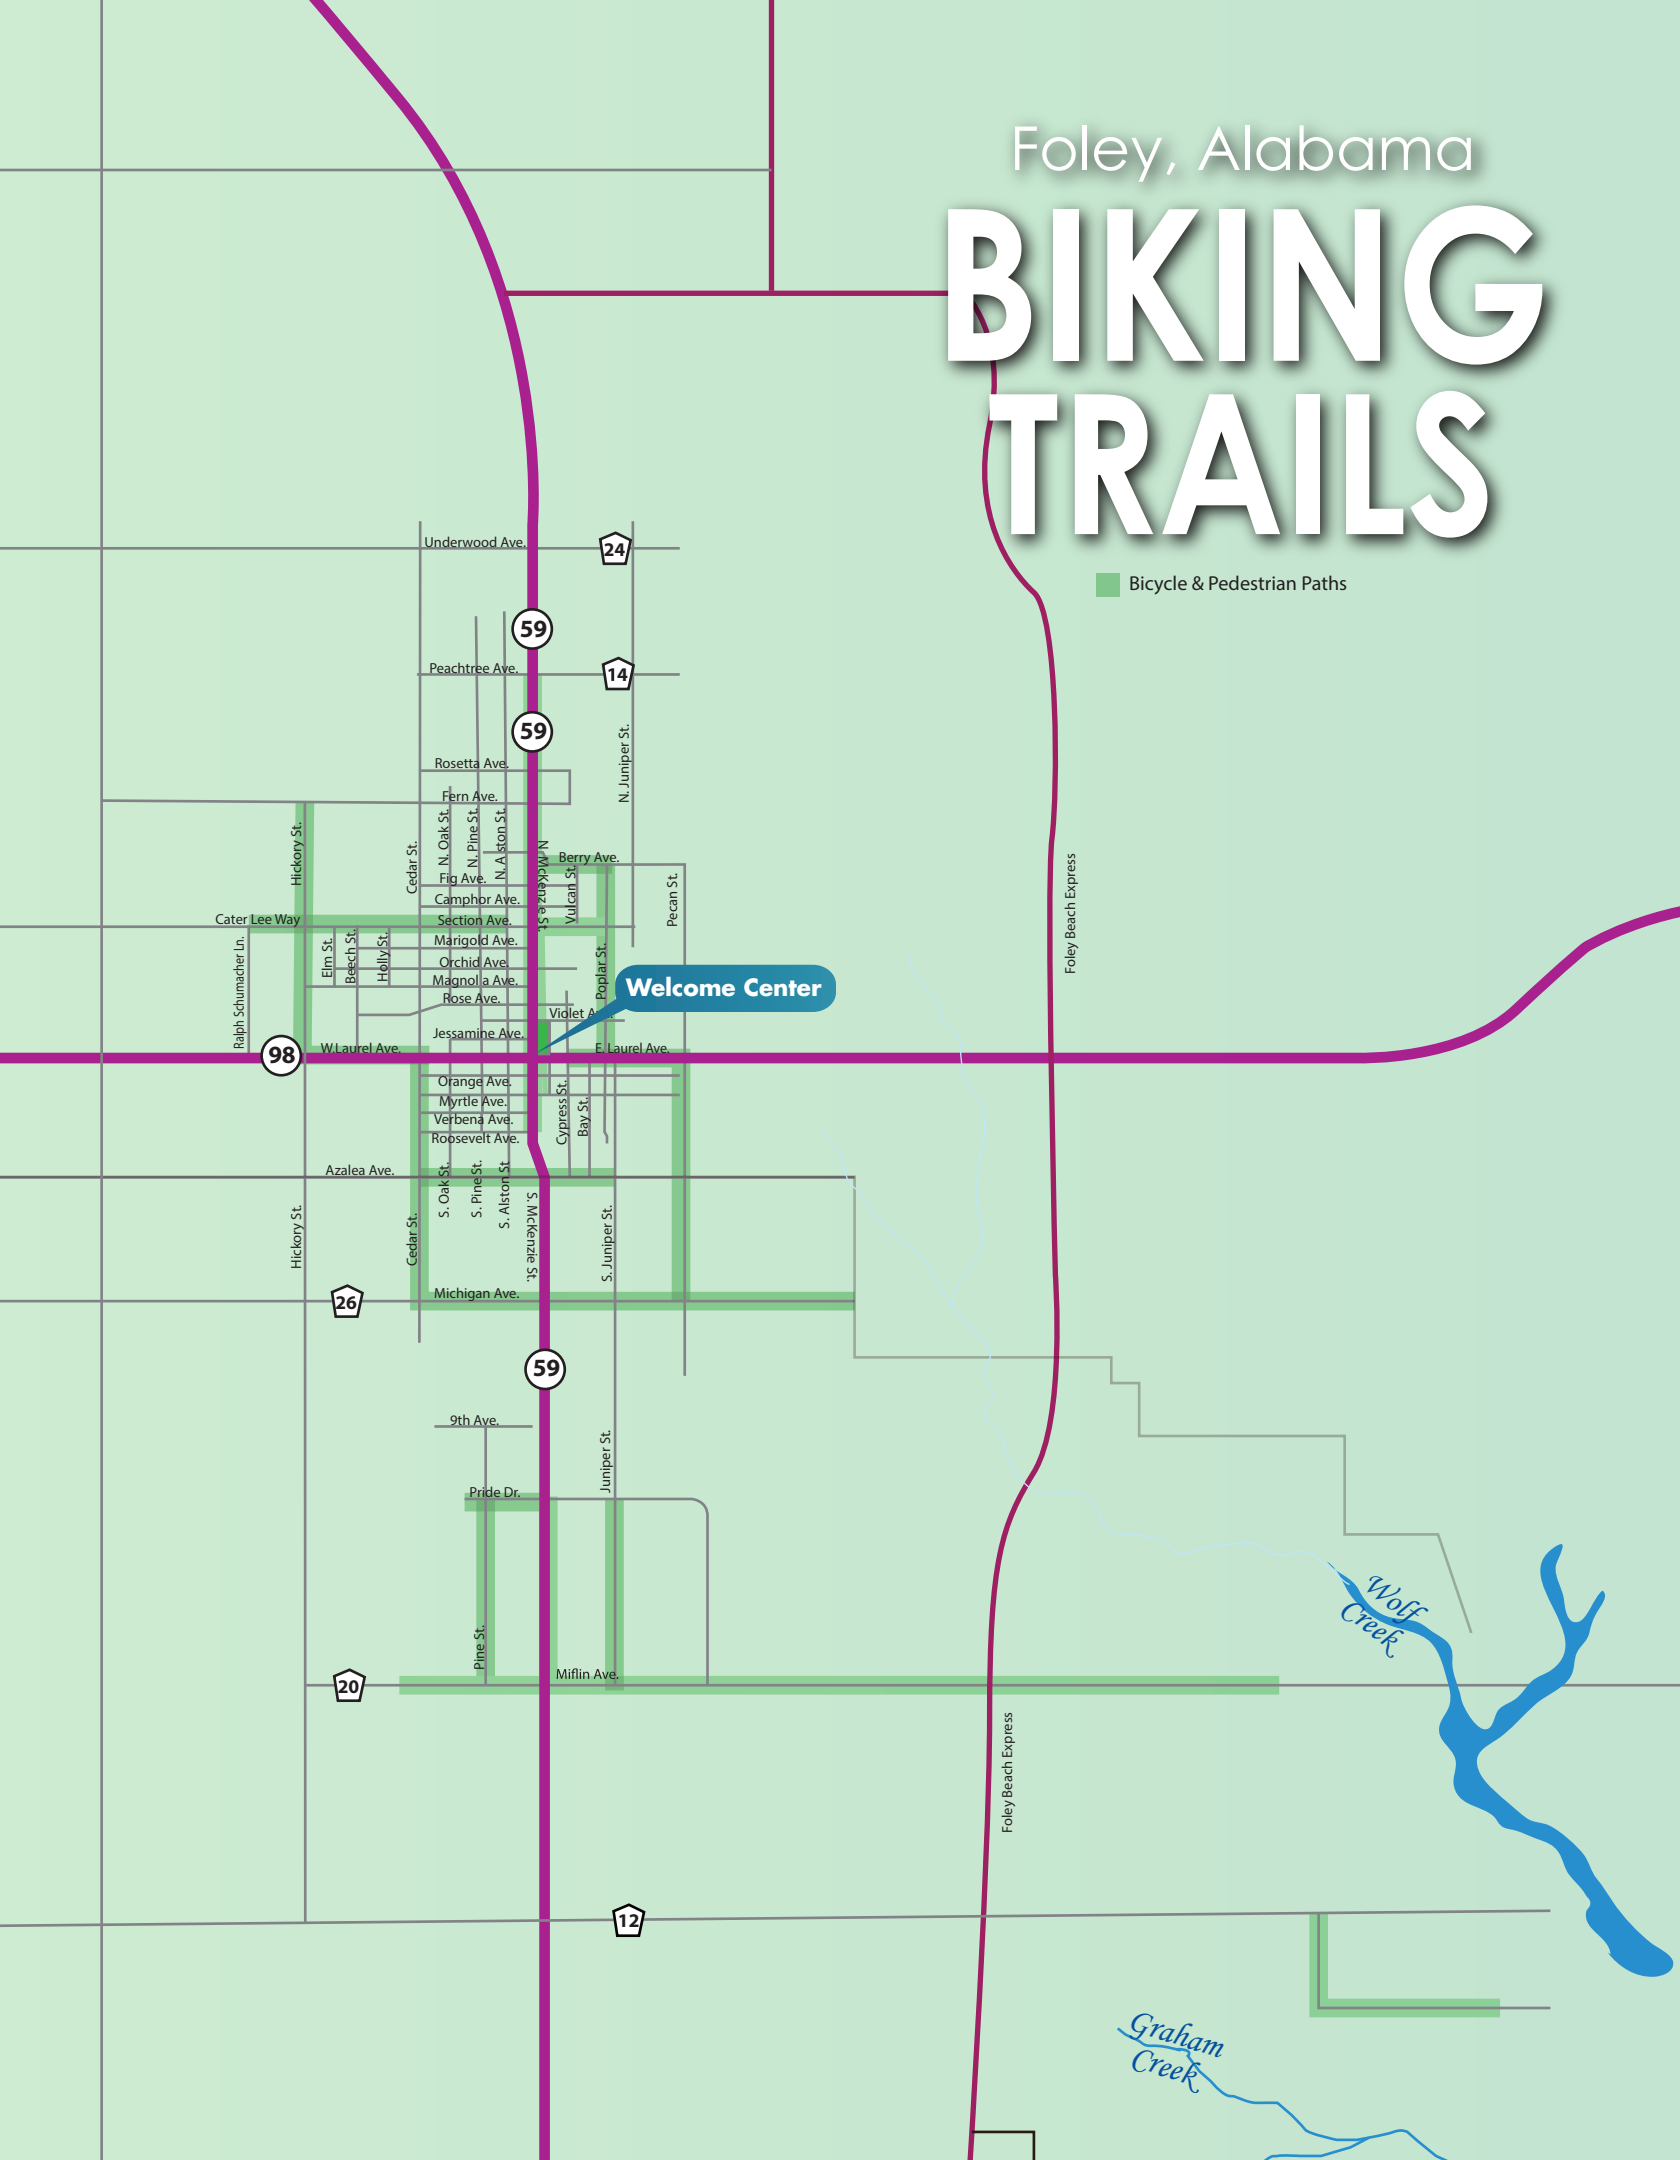 Foley, Alabama
BIKING
TRAILS
Bicycle & Pedestrian Paths
Underwood Ave.
24
59
Peachtree Ave.
14
59
N. Juniper St.
Rosetta Ave.
Fern Ave.
Hickory St.
Cedar St.
N. Oak St.
N. Pine St.
N. A ston St.
N. McKenz e St.
Berry Ave.
Vulcan St.
Pecan St.
Foley Beach Express
Fig Ave.
Camphor Ave.
Cater Lee Way
Section Ave.
Ralph Schumacher Ln.
Elm St.
Beech St.
Holly St.
Marigold Ave.
Orchid Ave.
Poplar St.
Magnol a Ave.
Welcome Center
Rose Ave.
Violet A
Jessamine Ave.
98
W.Laurel Ave.
E. Laurel Ave.
Orange Ave.
Myrtle Ave.
Verbena Ave.
Roosevelt Ave.
Cypress St.
Bay St.
Azalea Ave.
S. Oak St.
S. Pine St.
S. Alston St
S. McKenzie St.
S. Juniper St.
Hickory St.
Cedar St.
26
Michigan Ave.
59
9th Ave.
Juniper St.
Pride Dr.
Pine St.
Wolf
Creek
20
Miflin Ave.
Foley Beach Express
12
Graham
Creek